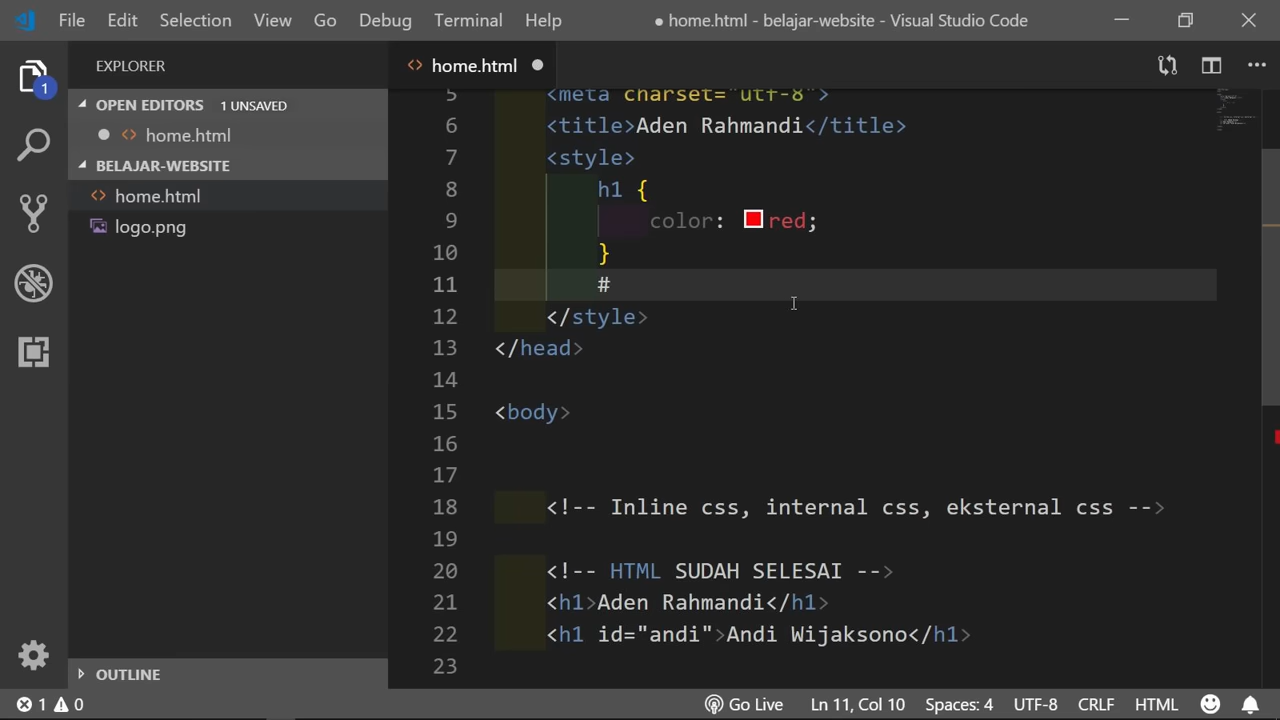 File Edit Selection View Go Debug Terminal Help ● home.html - belajar-website - Visual Studio Code
EXPLORER
home.html
1
OPEN EDITORS 1 UNSAVED
home.html
BELAJAR-WEBSITE
home.html
logo.png
OUTLINE
5 <meta charset="utf-8">
6 <title>Aden Rahmandi</title>
7 <style>
8 h1 {
9 color: red;
10 }
11 #
12 </style>
13 </head>
14
15 <body>
16
17
18 <!-- Inline css, internal css, eksternal css -->
19
20 <!-- HTML SUDAH SELESAI -->
21 <h1>Aden Rahmandi</h1>
22 <h1 id="andi">Andi Wijaksono</h1>
23
1 0 Go Live Ln 11, Col 10 Spaces: 4 UTF-8 CRLF HTML